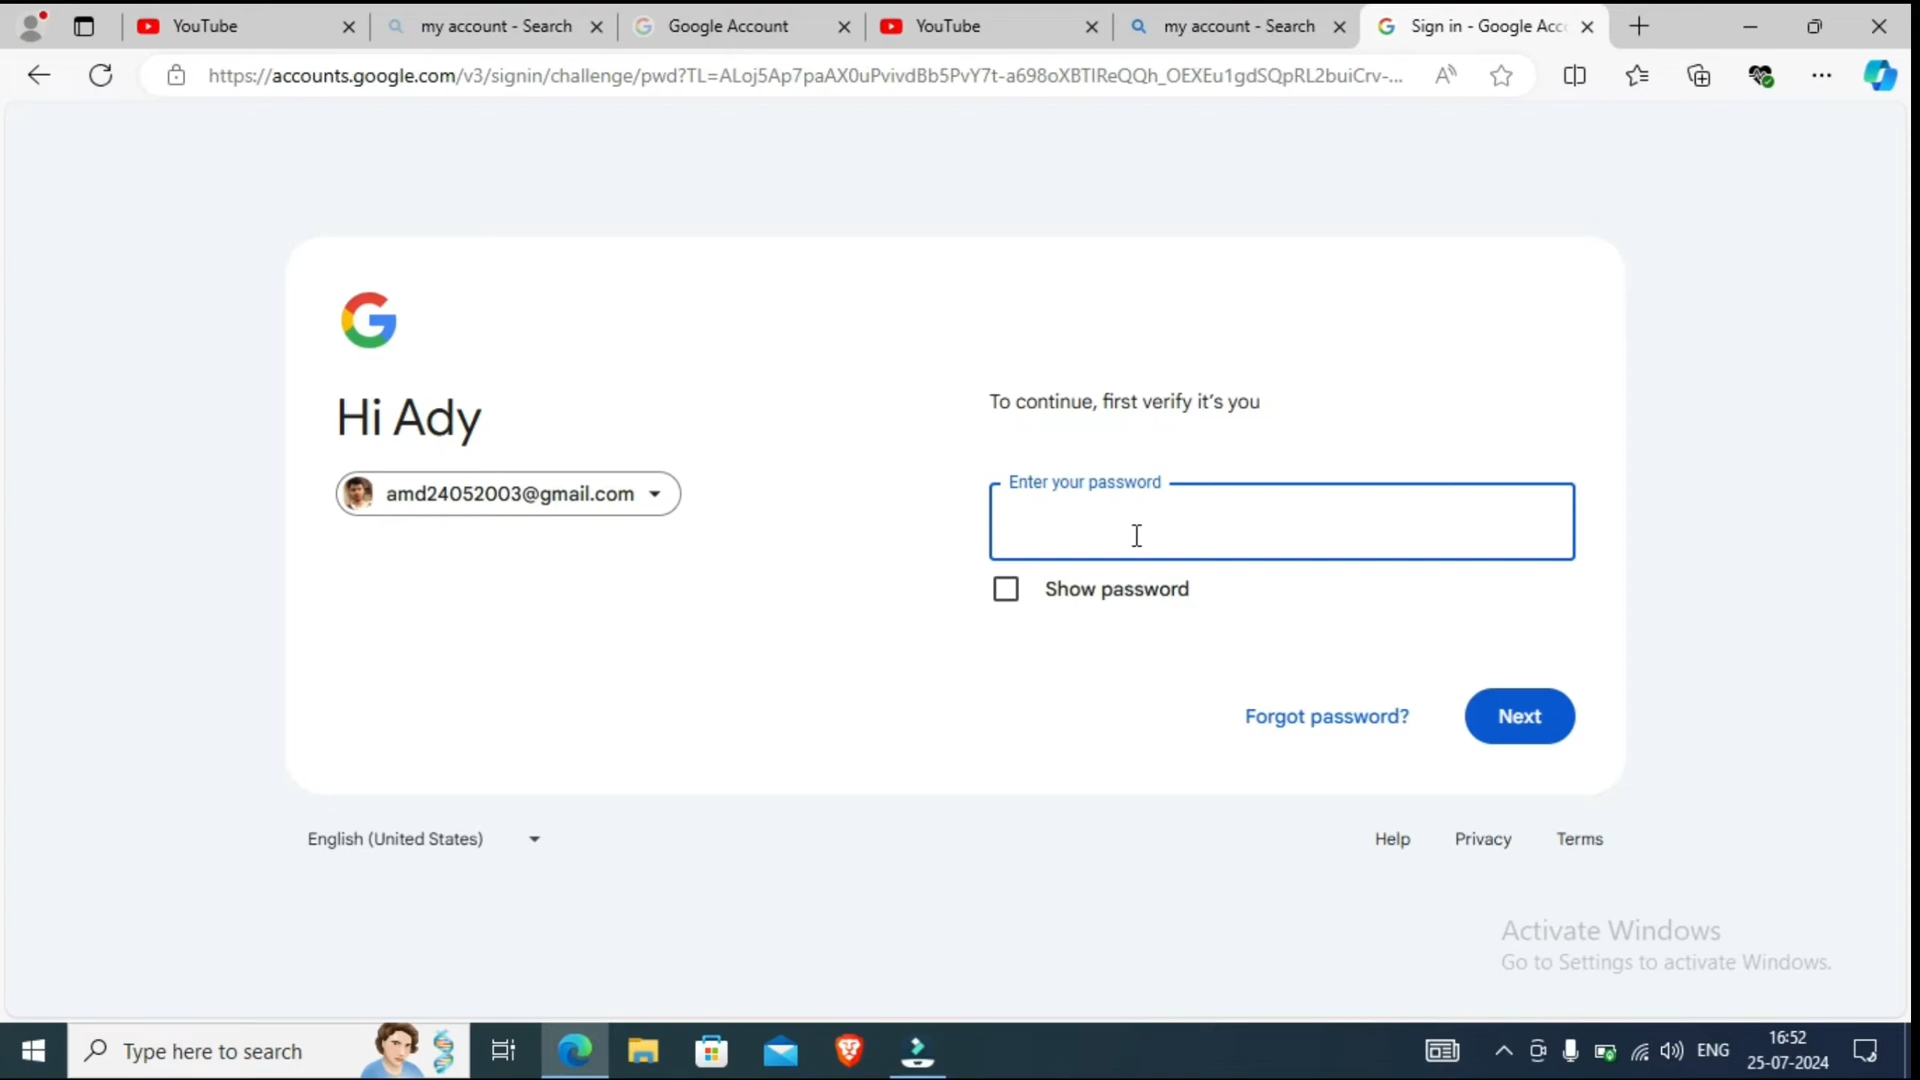 YouTube
my account - Search
Google Account
YouTube
my account - Search
Sign in - Google Acc
https://accounts.google.com/v3/signin/challenge/pwd?TL=ALoj5Ap7paAX0uPvivdBb5PvY7t-a698oXBTIReQQh_OEXEu1gdSQpRL2buiCrv-...
Hi Ady
amd24052003@gmail.com
To continue, first verify it's you
Enter your password
Show password
Forgot password?
Next
English (United States)
Help
Privacy
Terms
Activate Windows
Go to Settings to activate Windows.
Type here to search
ENG
16:52
25-07-2024